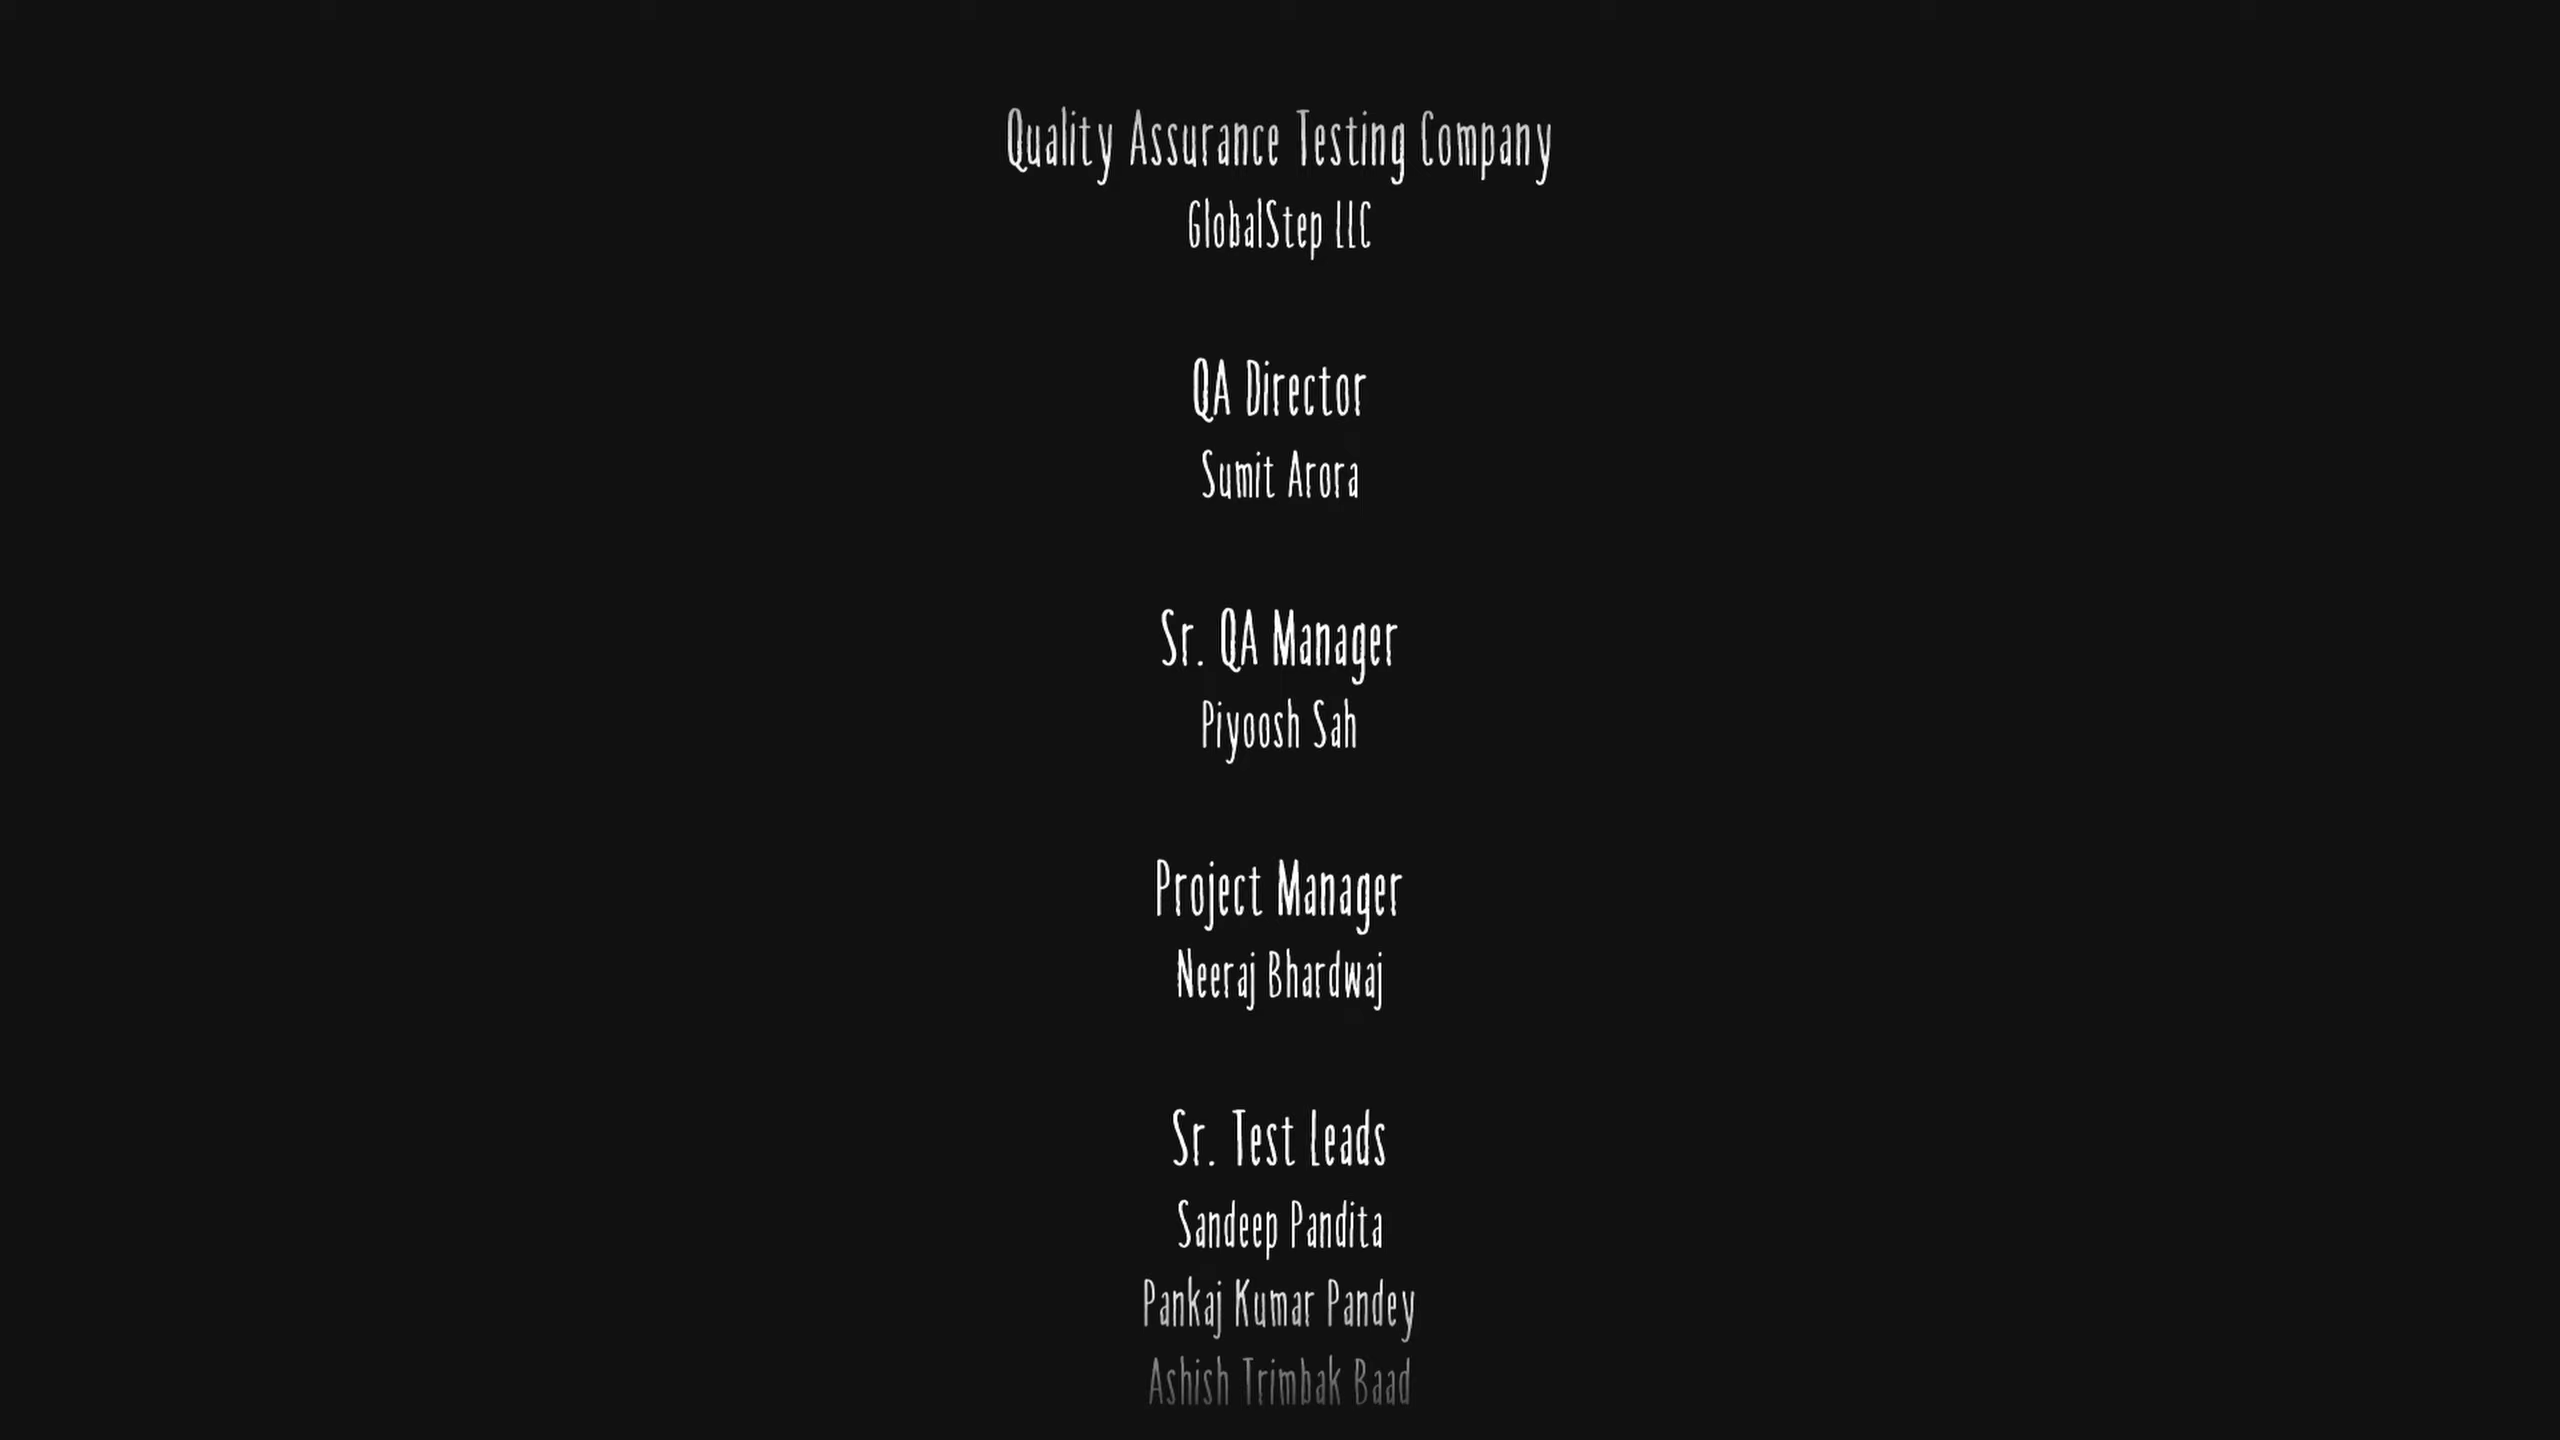 Quality Assurance Testing Company
GlobalStep LLC
QA Director
Sumit Arora
Sr. QA Manager
Piyoosh Sah
Project Manager
Neeraj Bhardwaj
Sr. Test Leads
Sandeep Pandita
Pankaj Kumar Pandey
Ashish Trimbak Baad